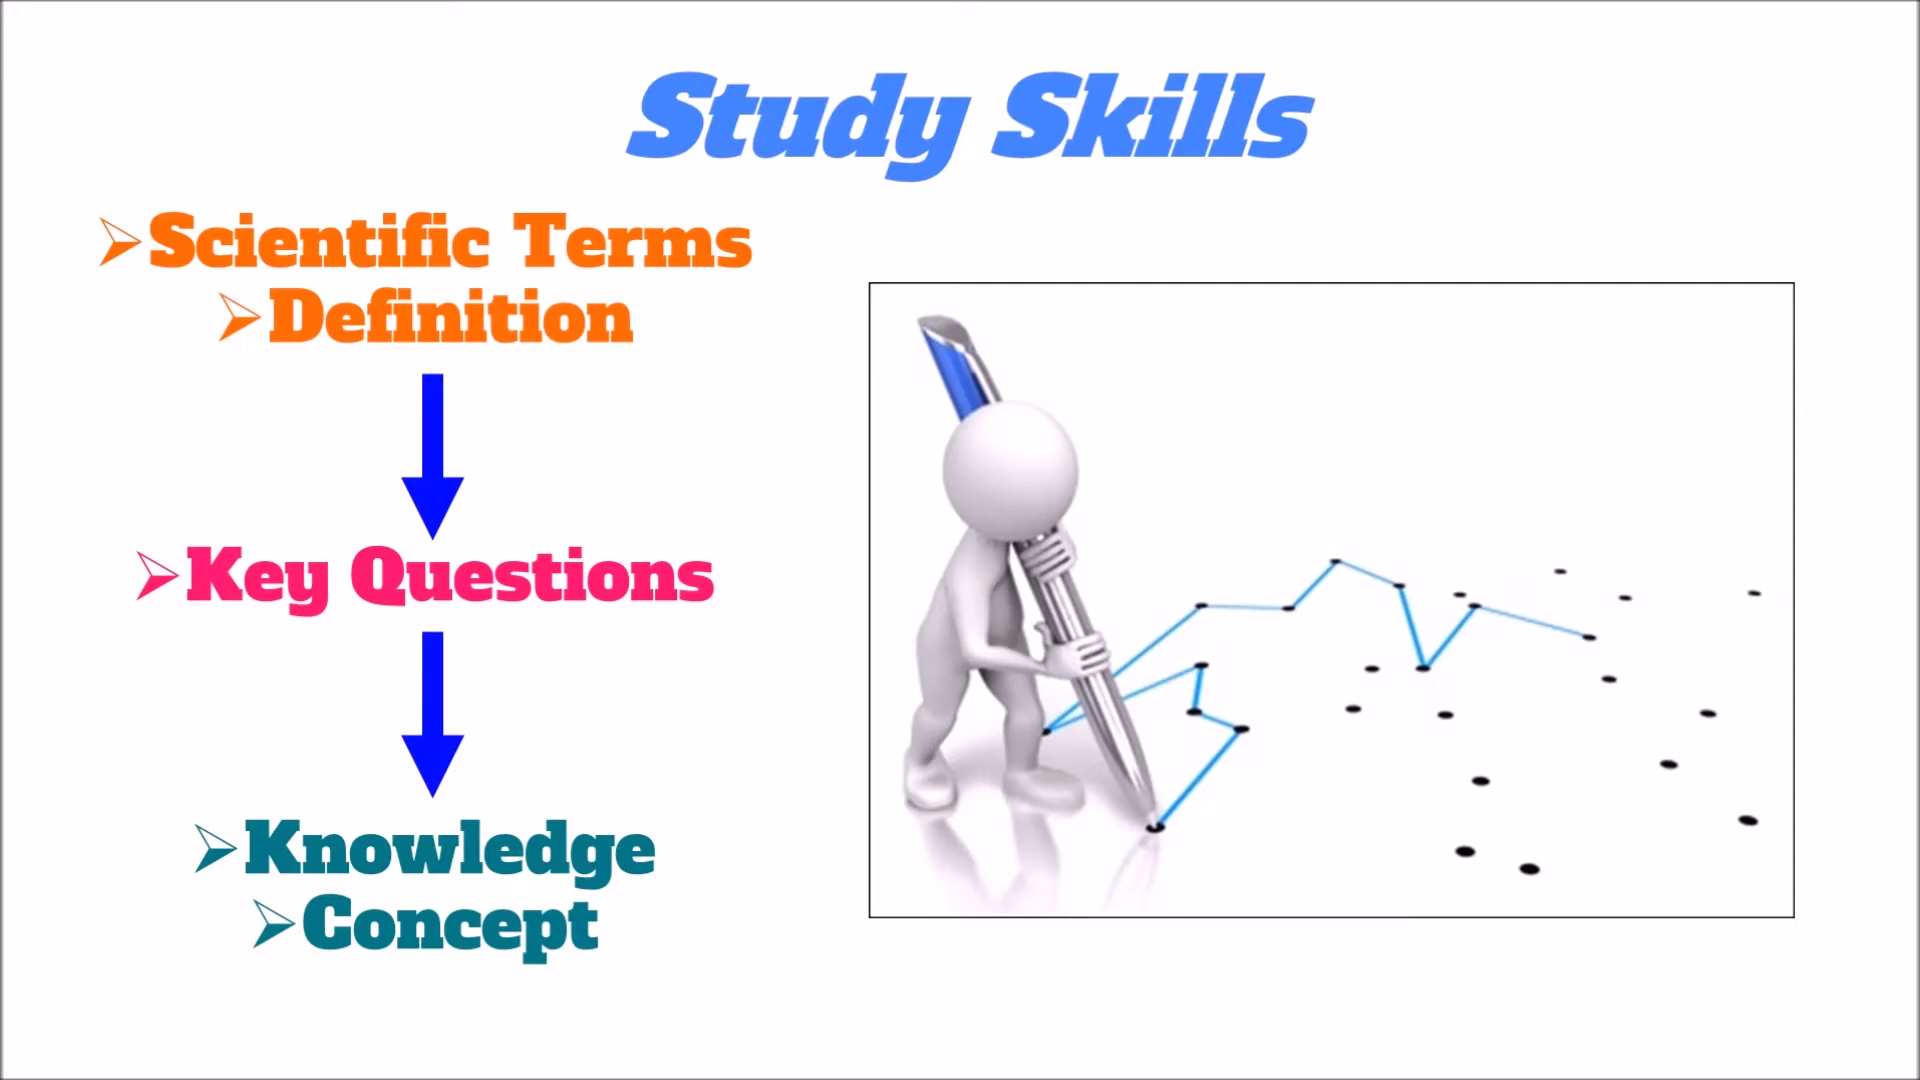 Study Skills
Scientific Terms
Definition
Key Questions
Knowledge
Concept